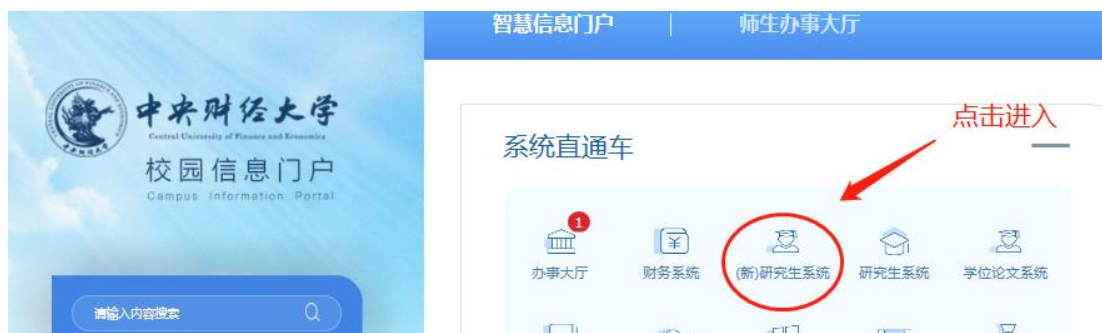 智慧信息门户 | 师生办事大厅
中央财经大学
Central University of Finance and Economics
校园信息门户
Campus Information Portal
请输入内容搜索
点击进入
系统直通车
1
办事大厅 财务系统 (新)研究生系统 研究生系统 学位论文系统